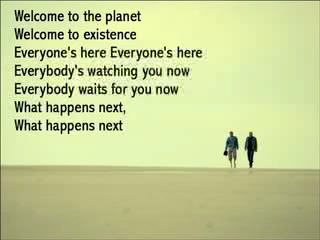 Welcome to the planet
Welcome to existence
Everyone's here Everyone's here
Everybody's watching you now
Everybody waits for you now
What happens next,
What happens next